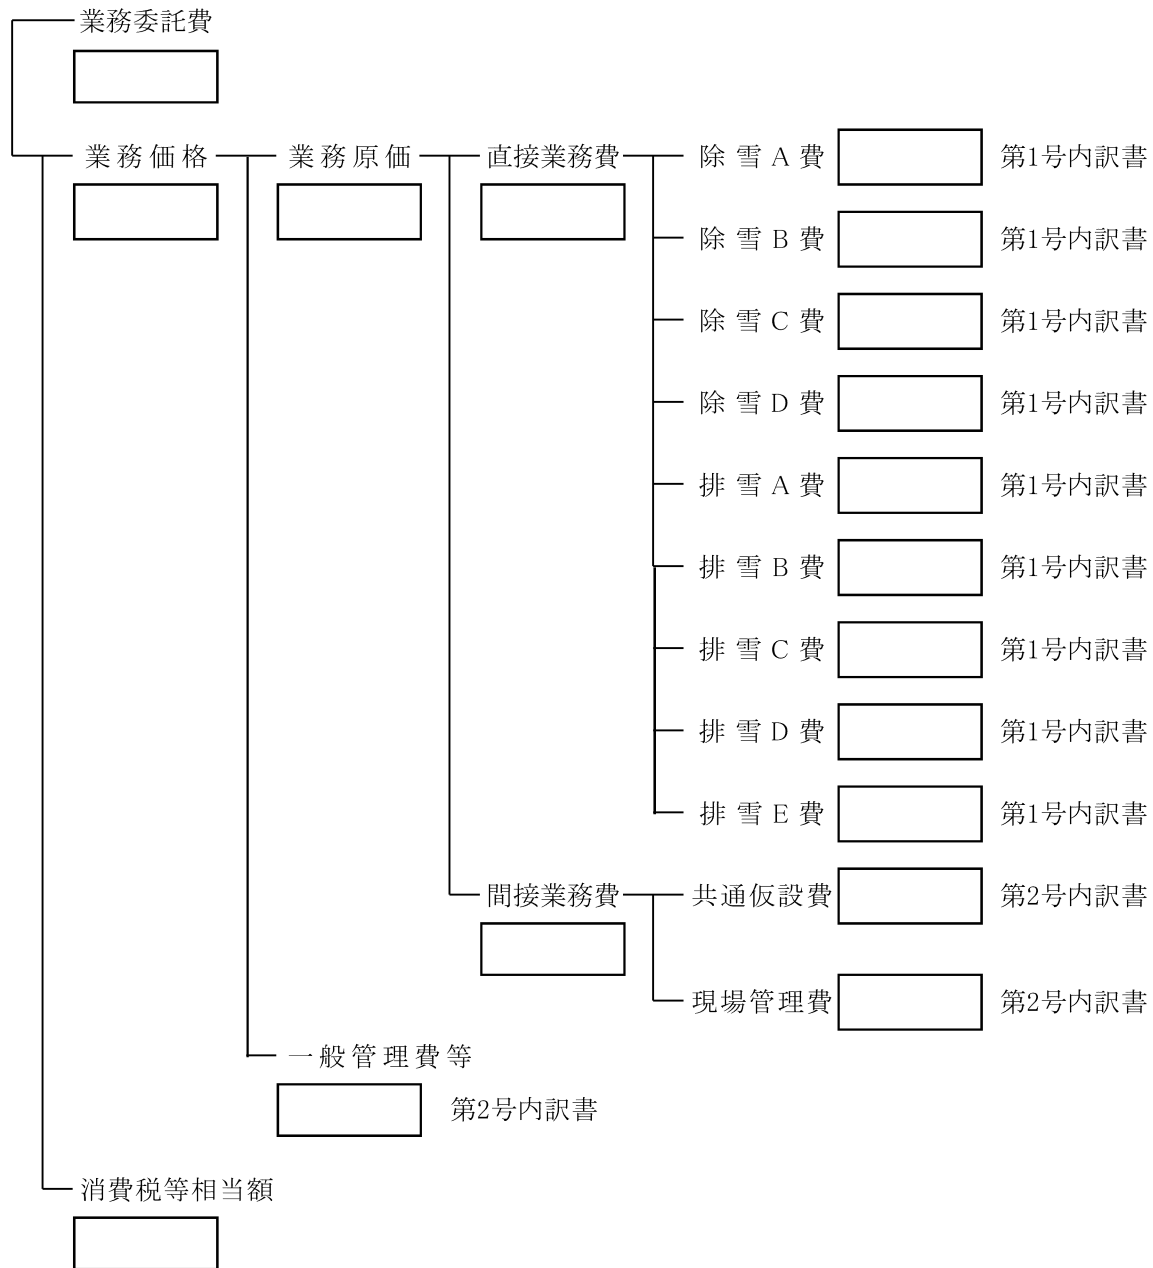 業務委託費
業務価格 業務原価 直接業務費 除雪A費 第1号内訳書
除雪B費 第1号内訳書
除雪C費 第1号内訳書
除雪D費 第1号内訳書
排雪A費 第1号内訳書
排雪B費 第1号内訳書
排雪C費 第1号内訳書
排雪D費 第1号内訳書
排雪E費 第1号内訳書
間接業務費 共通仮設費 第2号内訳書
現場管理費 第2号内訳書
一般管理費等
第2号内訳書
消費税等相当額